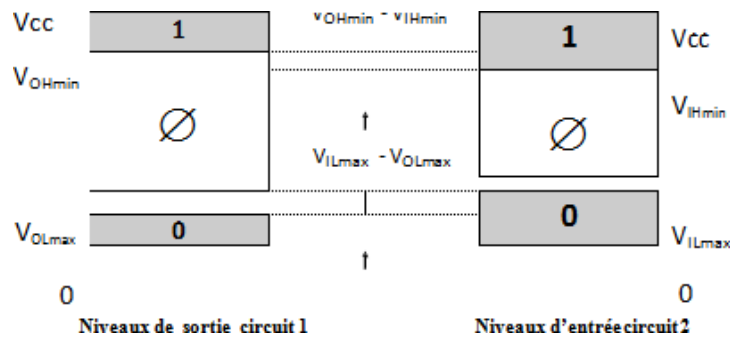 Vcc
1
VOHmin - VIHmin
1
Vcc
VOHmin
∅
VIHmin
∅
VILmax - VOLmax
VOLmax
0
0
VILmax
0
0
Niveaux de sortie circuit 1
Niveaux d'entrée circuit 2